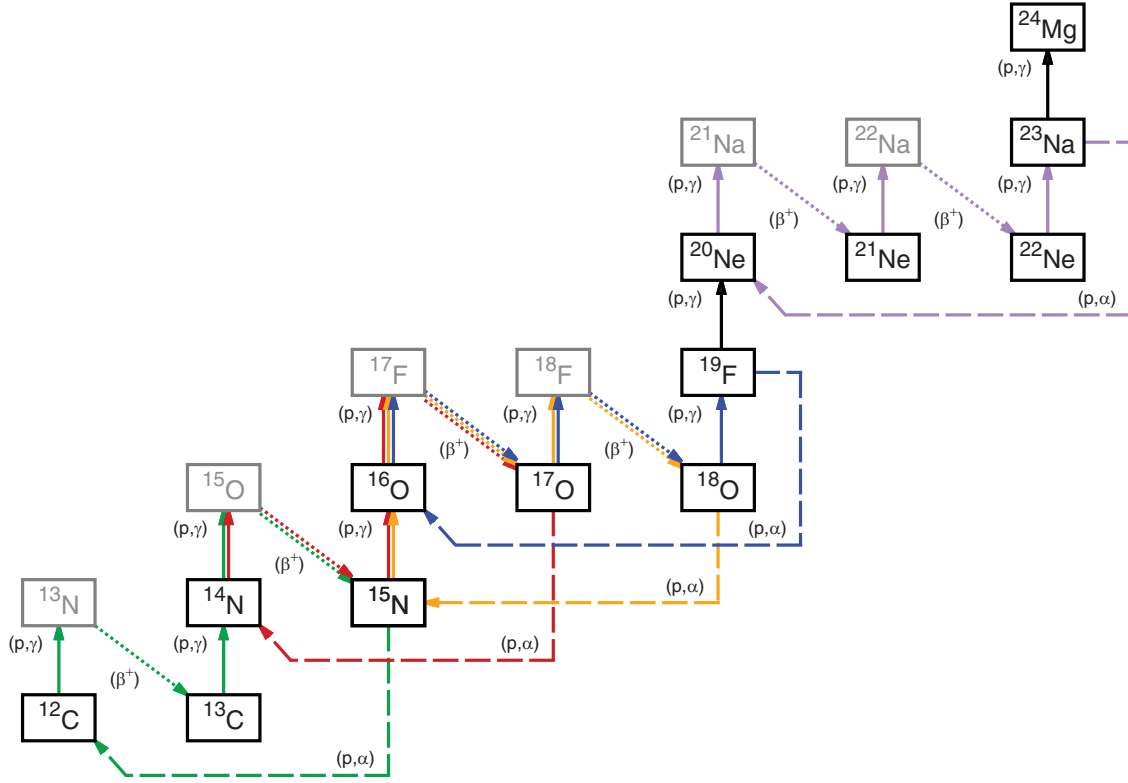 ²⁴Mg
(p,γ)
²¹Na ²²Na ²³Na
(p,γ) (p,γ) (p,γ)
(β⁺) (β⁺)
²⁰Ne ²¹Ne ²²Ne
(p,γ) (p,α)
¹⁷F ¹⁸F ¹⁹F
(p,γ) (p,γ) (p,γ)
(β⁺) (β⁺)
¹⁵O ¹⁶O ¹⁷O ¹⁸O
(p,γ) (p,γ) (p,α)
(β⁺)
¹³N ¹⁴N ¹⁵N (p,α)
(p,γ) (p,γ) (p,α)
(β⁺)
¹²C ¹³C
(p,α)